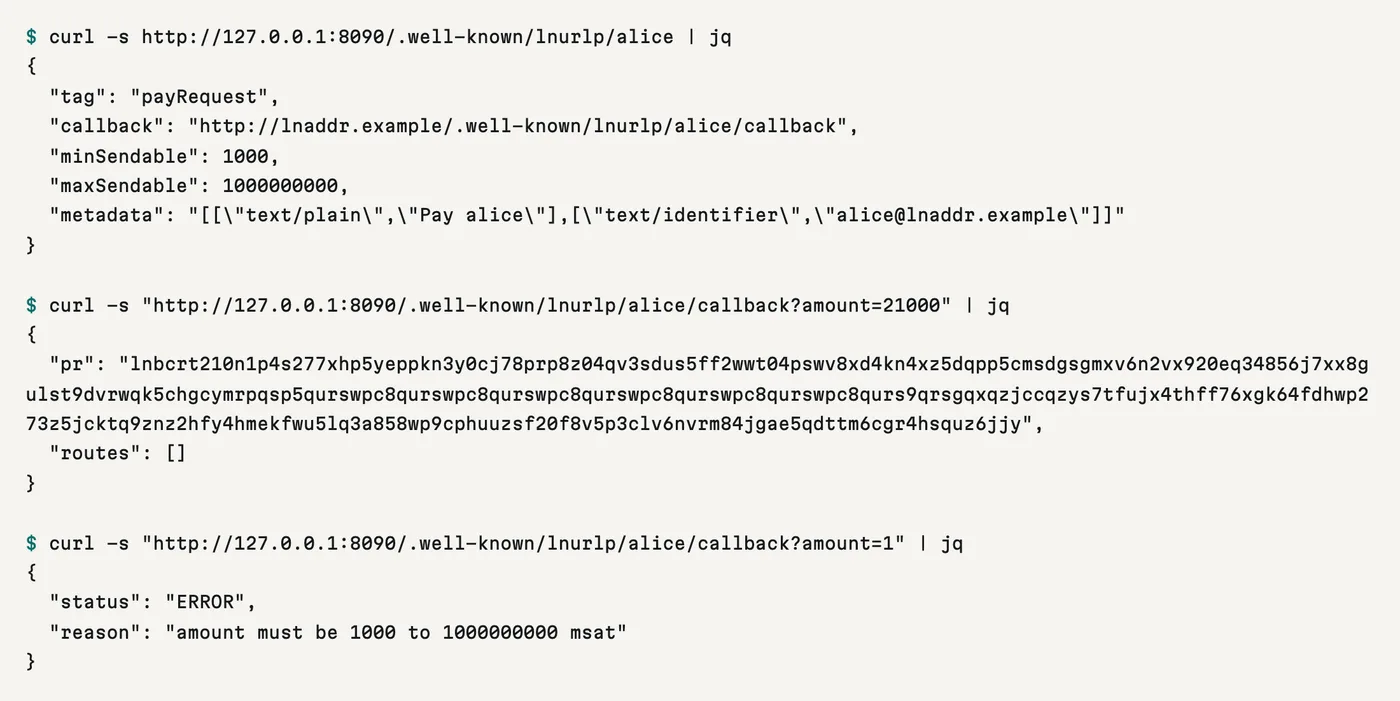 $ curl -s http://127.0.0.1:8090/.well-known/lnurlp/alice | jq
{
  "tag": "payRequest",
  "callback": "http://lnaddr.example/.well-known/lnurlp/alice/callback",
  "minSendable": 1000,
  "maxSendable": 1000000000,
  "metadata": "[[\"text/plain\",\"Pay alice\"],[\"text/identifier\",\"alice@lnaddr.example\"]]"
}
$ curl -s "http://127.0.0.1:8090/.well-known/lnurlp/alice/callback?amount=21000" | jq
{
  "pr": "lnbcrt210n1p4s277xhp5yeppkn3y0cj78prp8z04qv3sdus5ff2wwt04pswv8xd4kn4xz5dqpp5cmsdgsgmxv6n2vx920eq34856j7xx8g
ulst9dvrwqk5chgcymrpqsp5qurswpc8qurswpc8qurswpc8qurswpc8qurswpc8qurswpc8qurs9qrsgqxqzjccqzys7tfujx4thff76xgk64fdhwp2
73z5jcktq9znz2hfy4hmekfwu5lq3a858wp9cphuuzsf20f8v5p3clv6nvrm84jgae5qdttm6cgr4hsquz6jjy",
  "routes": []
}
$ curl -s "http://127.0.0.1:8090/.well-known/lnurlp/alice/callback?amount=1" | jq
{
  "status": "ERROR",
  "reason": "amount must be 1000 to 1000000000 msat"
}